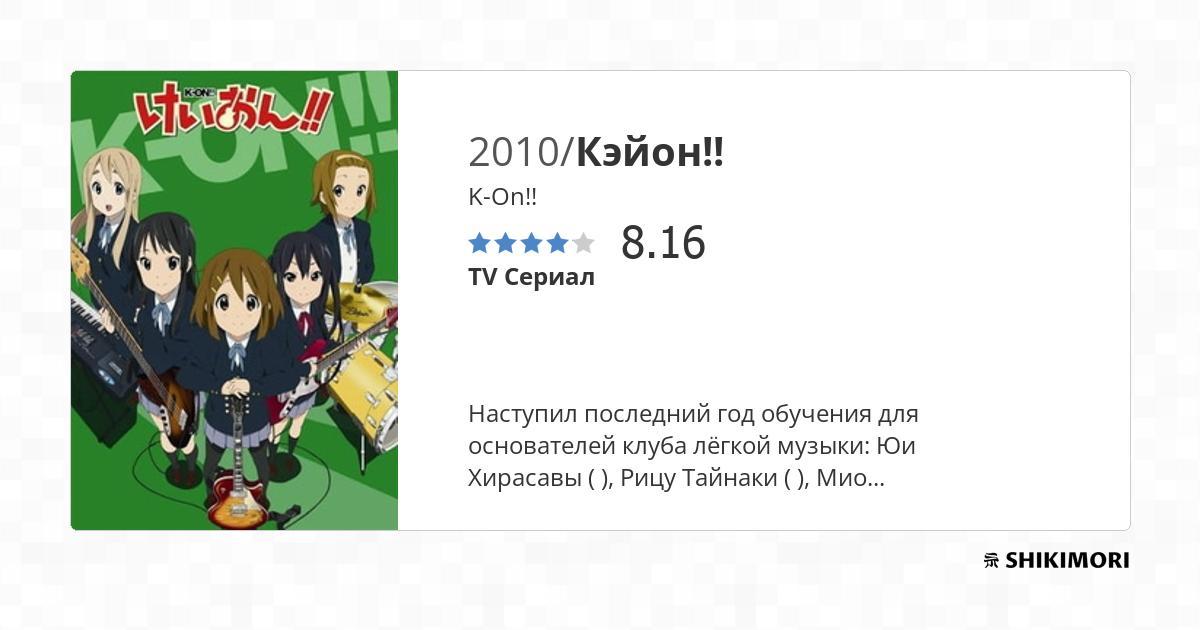 K-ON!!
けいおん!!
K-ON!!
2010/Кэйон!!
K-On!!
8.16
TV Сериал
Наступил последний год обучения для
основателей клуба лёгкой музыки: Юи
Хирасавы ( ), Рицу Тайнаки ( ), Мио...
SHIKIMORI